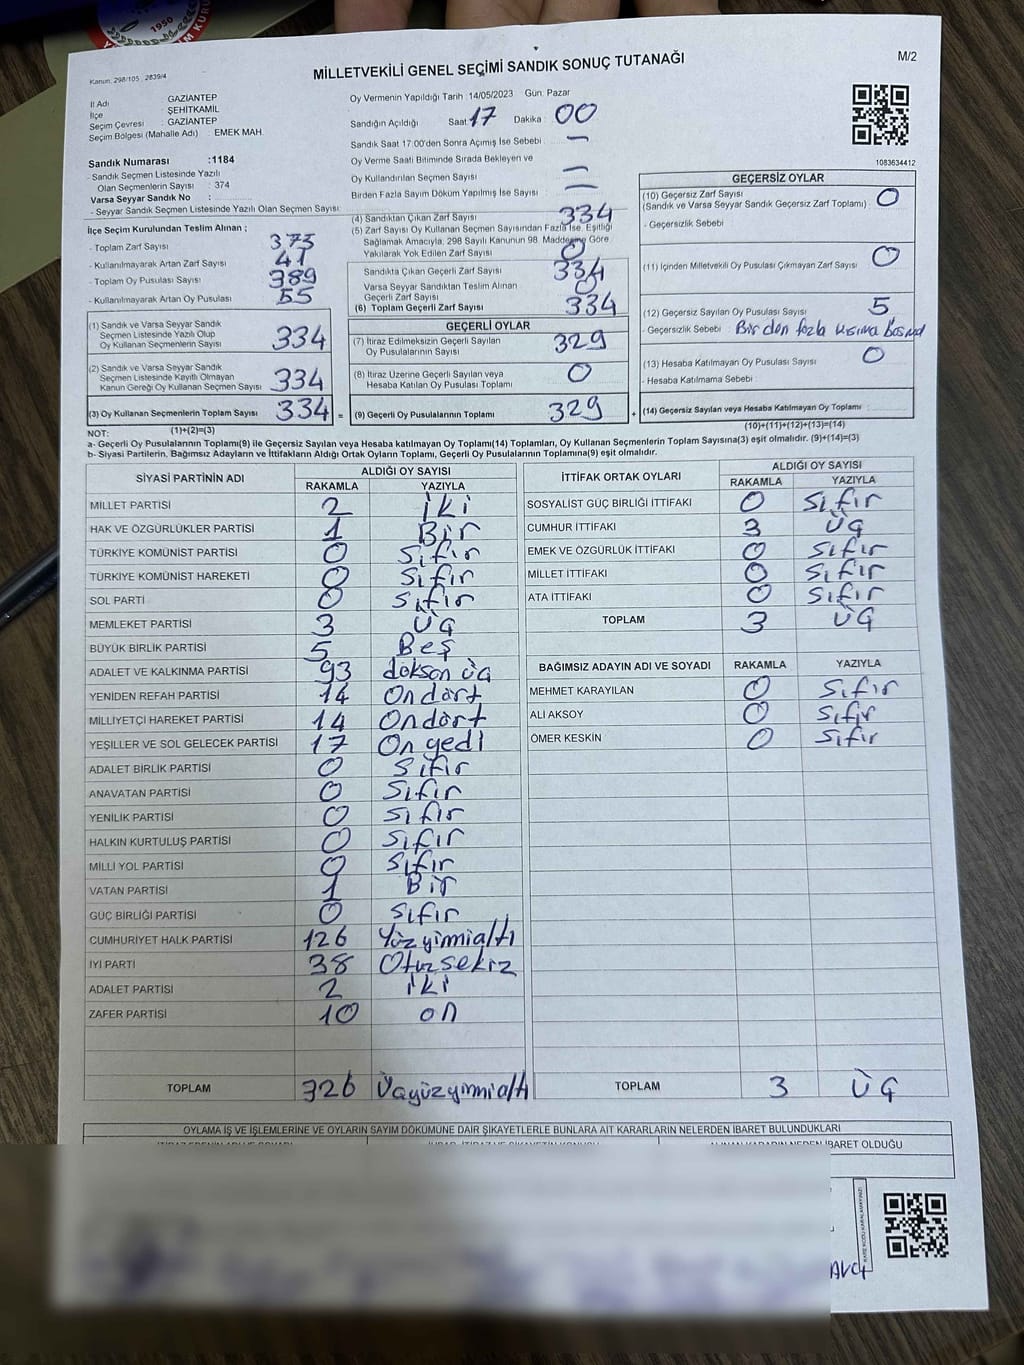 1950
Kanun: 298/105 2839/4
MİLLETVEKİLİ GENEL SEÇİMİ SANDIK SONUÇ TUTANAĞI
M/2
İl Adı GAZİANTEP
İlçe ŞEHİTKAMİL
Seçim Çevresi : GAZİANTEP
Seçim Bölgesi (Mahalle Adı) : EMEK MAH.
Sandık Numarası :1184
- Sandık Seçmen Listesinde Yazılı
Olan Seçmenlerin Sayısı : 374
Varsa Seyyar Sandık No :
- Seyyar Sandık Seçmen Listesinde Yazılı Olan Seçmen Sayısı:
Oy Vermenin Yapıldığı Tarih :14/05/2023 Gün: Pazar
Sandığın Açıldığı Saat: 17 Dakika : 00
Sandık Saat 17:00'den Sonra Açımış İse Sebebi : —
Oy Verme Saati Bitiminde Sırada Bekleyen ve
Oy Kullandırılan Seçmen Sayısı : —
Birden Fazla Sayım Döküm Yapılmış İse Sayısı : —
1083634412
İlçe Seçim Kurulundan Teslim Alınan ;
- Toplam Zarf Sayısı : 375
- Kullanılmayarak Artan Zarf Sayısı : 41
- Toplam Oy Pusulası Sayısı : 389
- Kullanılmayarak Artan Oy Pusulası : 55
(4) Sandıktan Çıkan Zarf Sayısı : 334
(5) Zarf Sayısı Oy Kullanan Seçmen Sayısından Fazla İse, Eşitliği
Sağlamak Amacıyla, 298 Sayılı Kanunun 98. Maddesine Göre
Yakılarak Yok Edilen Zarf Sayısı : 0
Sandıkta Çıkan Geçerli Zarf Sayısı : 334
Varsa Seyyar Sandıktan Teslim Alınan
Geçerli Zarf Sayısı : 0
(6) Toplam Geçerli Zarf Sayısı : 334
GEÇERSİZ OYLAR
(10) Geçersiz Zarf Sayısı : 0
(Sandık ve Varsa Seyyar Sandık Geçersiz Zarf Toplamı)
- Geçersizlik Sebebi :
(11) İçinden Milletvekili Oy Pusulası Çıkmayan Zarf Sayısı : 0
(12) Geçersiz Sayılan Oy Pusulası Sayısı : 5
- Geçersizlik Sebebi : Birden fazla kısıma basma
(13) Hesaba Katılmayan Oy Pusulası Sayısı : 0
- Hesaba Katılmama Sebebi :
(14) Geçersiz Sayılan veya Hesaba Katılmayan Oy Toplamı :
(10)+(11)+(12)+(13)=(14)
(1) Sandık ve Varsa Seyyar Sandık
Seçmen Listesinde Yazılı Olup
Oy Kullanan Seçmenlerin Sayısı : 334
(2) Sandık ve Varsa Seyyar Sandık
Seçmen Listesinde Kayıtlı Olmayan
Kanun Gereği Oy Kullanan Seçmen Sayısı : 334
(3) Oy Kullanan Seçmenlerin Toplam Sayısı : 334 =
(1)+(2)=(3)
GEÇERLİ OYLAR
(7) İtiraz Edilmeksizin Geçerli Sayılan
Oy Pusulalarının Sayısı : 329
(8) İtiraz Üzerine Geçerli Sayılan veya
Hesaba Katılan Oy Pusulası Toplamı : 0
(9) Geçerli Oy Pusulalarının Toplamı : 329 +
NOT:
a- Geçerli Oy Pusulalarının Toplamı(9) ile Geçersiz Sayılan veya Hesaba katılmayan Oy Toplamı(14) Toplamları, Oy Kullanan Seçmenlerin Toplam Sayısına(3) eşit olmalıdır. (9)+(14)=(3)
b- Siyasi Partilerin, Bağımsız Adayların ve İttifakların Aldığı Ortak Oyların Toplamı, Geçerli Oy Pusulalarının Toplamına(9) eşit olmalıdır.
SİYASİ PARTİNİN ADI ALDIĞI OY SAYISI
RAKAMLA YAZIYLA
MİLLET PARTİSİ 2 iki
HAK VE ÖZGÜRLÜKLER PARTİSİ 1 Bir
TÜRKİYE KOMÜNİST PARTİSİ 0 Sıfır
TÜRKİYE KOMÜNİST HAREKETİ 0 Sıfır
SOL PARTİ 0 Sıfır
MEMLEKET PARTİSİ 3 Üç
BÜYÜK BİRLİK PARTİSİ 5 Beş
ADALET VE KALKINMA PARTİSİ 93 doksan üç
YENİDEN REFAH PARTİSİ 14 Ondört
MİLLİYETÇİ HAREKET PARTİSİ 14 Ondört
YEŞİLLER VE SOL GELECEK PARTİSİ 17 On yedi
ADALET BİRLİK PARTİSİ 0 Sıfır
ANAVATAN PARTİSİ 0 Sıfır
YENİLİK PARTİSİ 0 Sıfır
HALKIN KURTULUŞ PARTİSİ 0 Sıfır
MİLLİ YOL PARTİSİ 0 Sıfır
VATAN PARTİSİ 1 Bir
GÜÇ BİRLİĞİ PARTİSİ 0 Sıfır
CUMHURİYET HALK PARTİSİ 126 Yüz yirmialtı
İYİ PARTİ 38 Otuz sekiz
ADALET PARTİSİ 2 iki
ZAFER PARTİSİ 10 on
TOPLAM 326 Üçyüzyirmialtı
İTTİFAK ORTAK OYLARI ALDIĞI OY SAYISI
RAKAMLA YAZIYLA
SOSYALİST GÜÇ BİRLİĞİ İTTİFAKI 0 Sıfır
CUMHUR İTTİFAKI 3 Üç
EMEK VE ÖZGÜRLÜK İTTİFAKI 0 Sıfır
MİLLET İTTİFAKI 0 Sıfır
ATA İTTİFAKI 0 Sıfır
TOPLAM 3 Üç
BAĞIMSIZ ADAYIN ADI VE SOYADI RAKAMLA YAZIYLA
MEHMET KARAYILAN 0 Sıfır
ALİ AKSOY 0 Sıfır
ÖMER KESKİN 0 Sıfır
TOPLAM 3 ÜÇ
OYLAMA İŞ VE İŞLEMLERİNE VE OYLARIN SAYIM DÖKÜMÜNE DAİR ŞİKAYETLERLE BUNLARA AİT KARARLARIN NELERDEN İBARET BULUNDUKLARI
İBARET OLDUĞU
AVCI